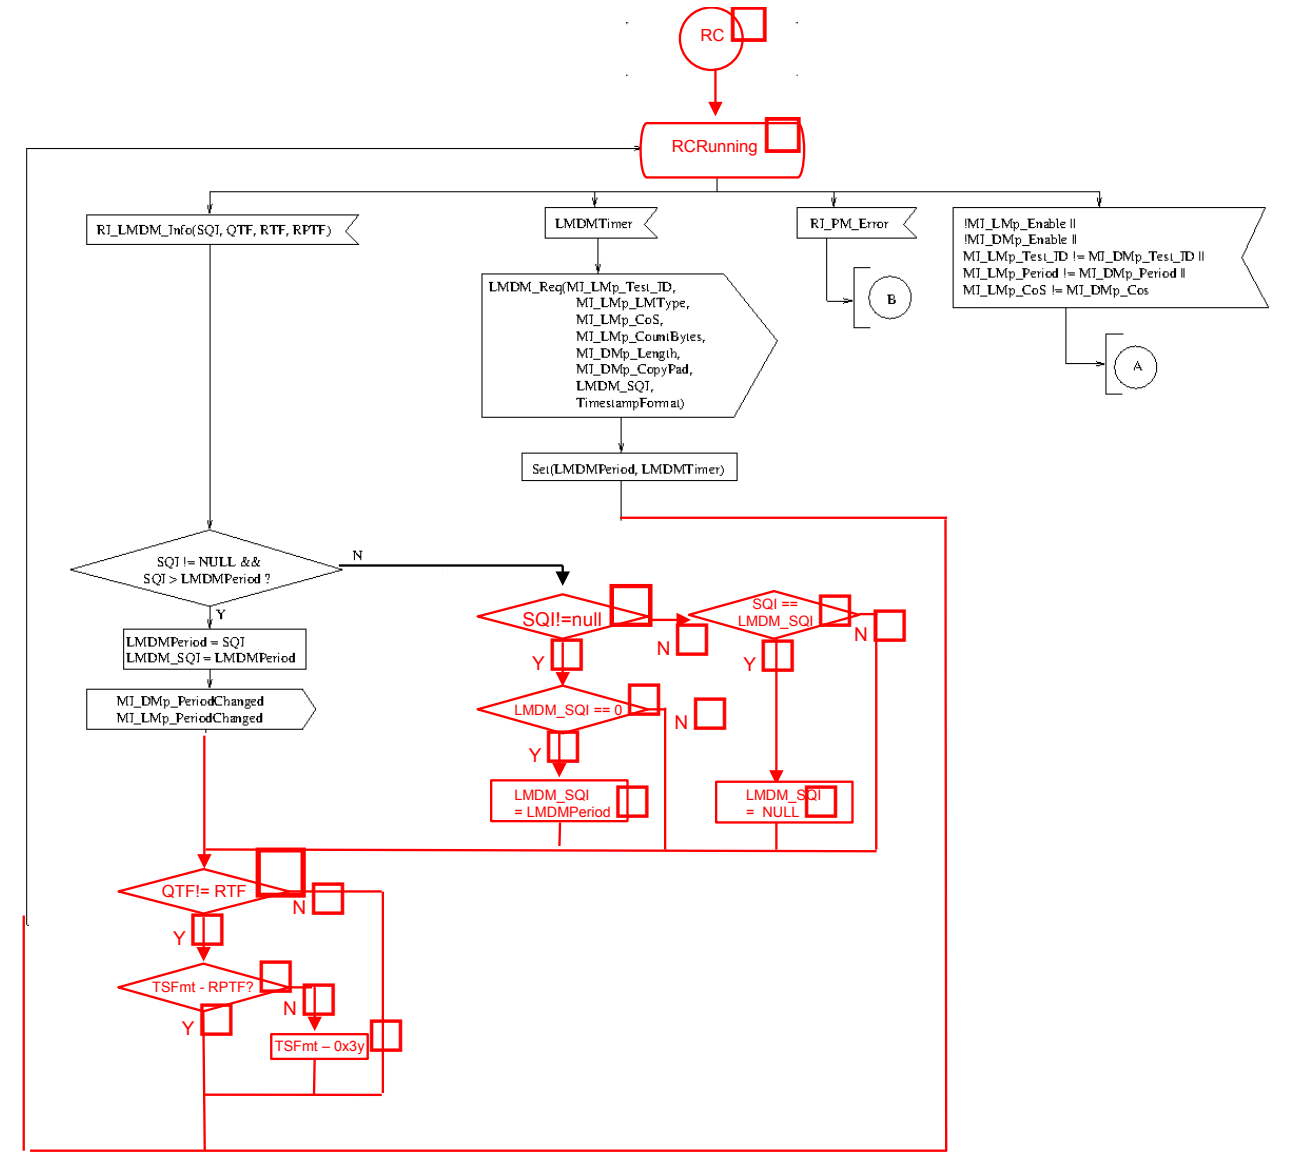 RC
RCRunning
RI_LMDM_Info(SQI, QTF, RTF, RPTF)
LMDMTimer
RI_PM_Error
!MI_LMp_Enable ||
!MI_DMp_Enable ||
MI_LMp_Test_ID != MI_DMp_Test_ID ||
MI_LMp_Period != MI_DMp_Period ||
MI_LMp_CoS != MI_DMp_Cos
LMDM_Req(MI_LMp_Test_ID,
MI_LMp_LMType,
MI_LMp_CoS,
MI_LMp_CountBytes,
MI_DMp_Length,
MI_DMp_CopyPad,
LMDM_SQI,
TimestampFormat)
B
A
Set(LMDMPeriod, LMDMTimer)
SQI != NULL &&
SQI > LMDMPeriod ?
N
Y
LMDMPeriod = SQI
LMDM_SQI = LMDMPeriod
MI_DMp_PeriodChanged
MI_LMp_PeriodChanged
SQI!=null
N
Y
SQI ==
LMDM_SQI
N
Y
LMDM_SQI == 0
N
Y
LMDM_SQI
= LMDMPeriod
LMDM_SQI
= NULL
QTF!= RTF
N
Y
TSFmt - RPTF?
N
Y
TSFmt – 0x3y